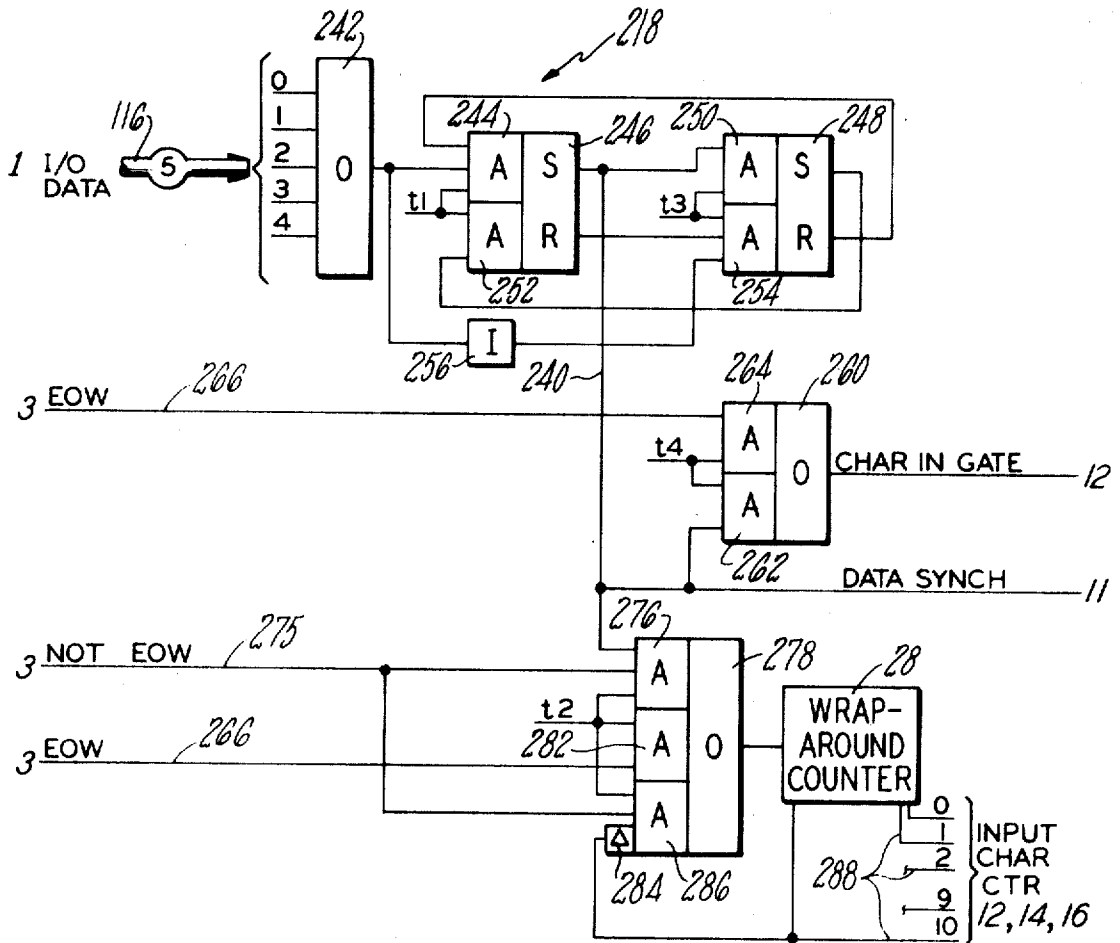 242
218
0
1
2
3
4
O
116
5
1 I/O
DATA
244
246
250
248
A
S
t1
A
R
252
A
S
t3
A
R
254
I
256
240
3 EOW
266
264
260
A
t4
A
O
262
CHAR IN GATE
12
DATA SYNCH
11
276
278
3 NOT EOW
275
A
t2
282
A
O
3 EOW
266
A
284
286
28
WRAP-
AROUND
COUNTER
0
1
2
9
10
288
INPUT
CHAR
CTR
12, 14, 16